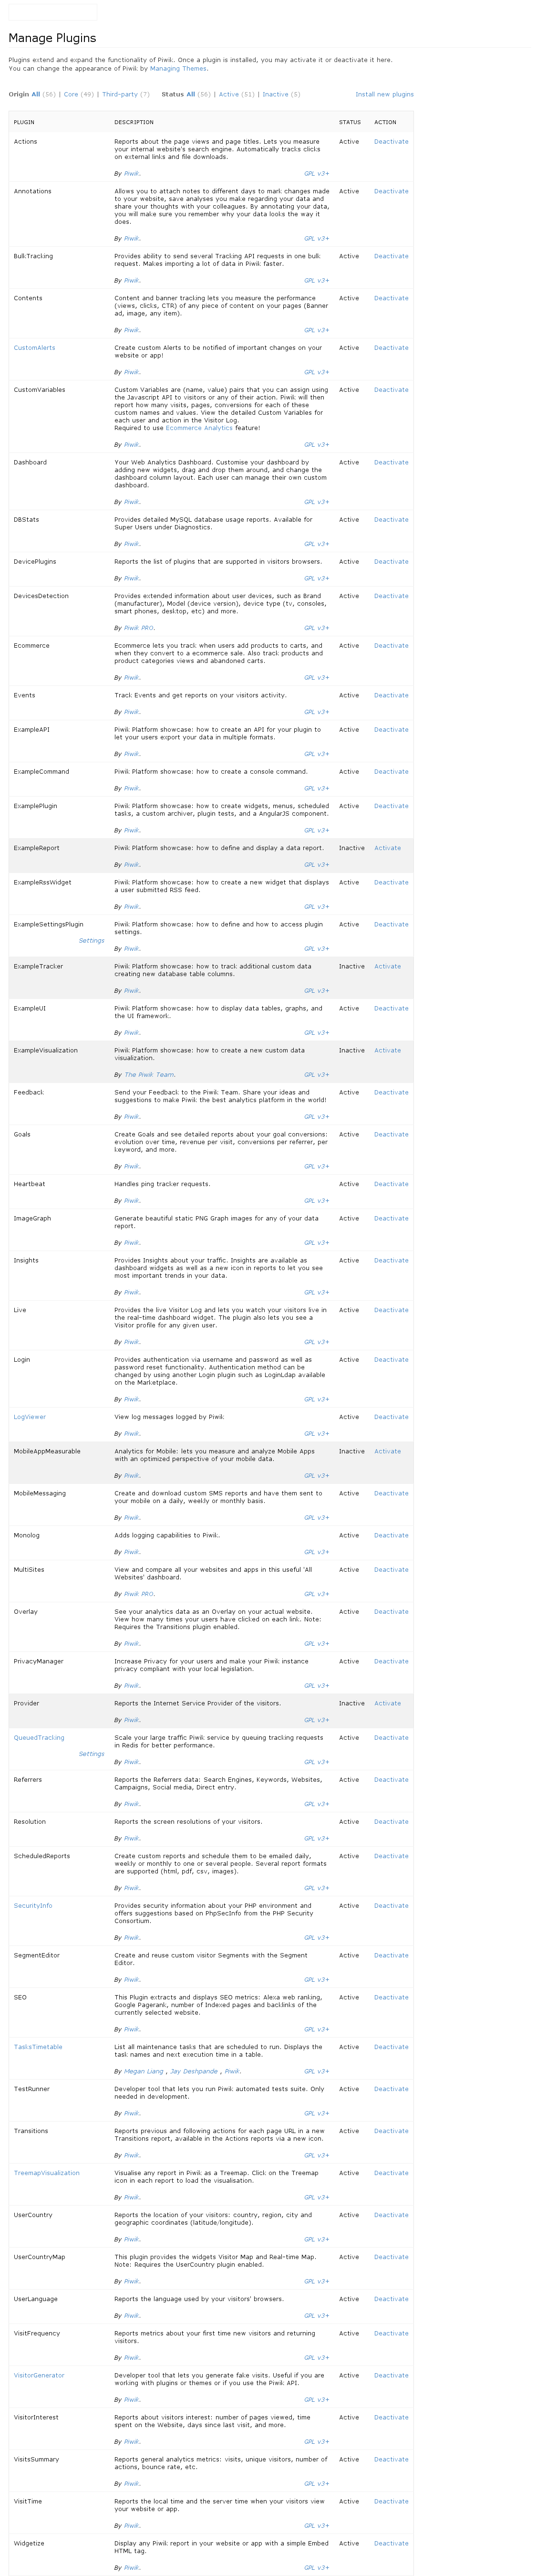 Manage Plugins
Plugins extend and expand the functionality of Piwik. Once a plugin is installed, you may activate it or deactivate it here.
You can change the appearance of Piwik by Managing Themes.
Origin All (56) | Core (49) | Third-party (7) Status All (56) | Active (51) | Inactive (5) Install new plugins
PLUGIN DESCRIPTION STATUS ACTION
Actions Reports about the page views and page titles. Lets you measure Active Deactivate
your internal website's search engine. Automatically tracks clicks
on external links and file downloads.
By Piwik. GPL v3+
Annotations Allows you to attach notes to different days to mark changes made Active Deactivate
to your website, save analyses you make regarding your data and
share your thoughts with your colleagues. By annotating your data,
you will make sure you remember why your data looks the way it
does.
By Piwik. GPL v3+
BulkTracking Provides ability to send several Tracking API requests in one bulk Active Deactivate
request. Makes importing a lot of data in Piwik faster.
By Piwik. GPL v3+
Contents Content and banner tracking lets you measure the performance Active Deactivate
(views, clicks, CTR) of any piece of content on your pages (Banner
ad, image, any item).
By Piwik. GPL v3+
CustomAlerts Create custom Alerts to be notified of important changes on your Active Deactivate
website or app!
By Piwik. GPL v3+
CustomVariables Custom Variables are (name, value) pairs that you can assign using Active Deactivate
the Javascript API to visitors or any of their action. Piwik will then
report how many visits, pages, conversions for each of these
custom names and values. View the detailed Custom Variables for
each user and action in the Visitor Log.
Required to use Ecommerce Analytics feature!
By Piwik. GPL v3+
Dashboard Your Web Analytics Dashboard. Customise your dashboard by Active Deactivate
adding new widgets, drag and drop them around, and change the
dashboard column layout. Each user can manage their own custom
dashboard.
By Piwik. GPL v3+
DBStats Provides detailed MySQL database usage reports. Available for Active Deactivate
Super Users under Diagnostics.
By Piwik. GPL v3+
DevicePlugins Reports the list of plugins that are supported in visitors browsers. Active Deactivate
By Piwik. GPL v3+
DevicesDetection Provides extended information about user devices, such as Brand Active Deactivate
(manufacturer), Model (device version), device type (tv, consoles,
smart phones, desktop, etc) and more.
By Piwik PRO. GPL v3+
Ecommerce Ecommerce lets you track when users add products to carts, and Active Deactivate
when they convert to a ecommerce sale. Also track products and
product categories views and abandoned carts.
By Piwik. GPL v3+
Events Track Events and get reports on your visitors activity. Active Deactivate
By Piwik. GPL v3+
ExampleAPI Piwik Platform showcase: how to create an API for your plugin to Active Deactivate
let your users export your data in multiple formats.
By Piwik. GPL v3+
ExampleCommand Piwik Platform showcase: how to create a console command. Active Deactivate
By Piwik. GPL v3+
ExamplePlugin Piwik Platform showcase: how to create widgets, menus, scheduled Active Deactivate
tasks, a custom archiver, plugin tests, and a AngularJS component.
By Piwik. GPL v3+
ExampleReport Piwik Platform showcase: how to define and display a data report. Inactive Activate
By Piwik. GPL v3+
ExampleRssWidget Piwik Platform showcase: how to create a new widget that displays Active Deactivate
a user submitted RSS feed.
By Piwik. GPL v3+
ExampleSettingsPlugin Piwik Platform showcase: how to define and how to access plugin Active Deactivate
settings.
Settings
By Piwik. GPL v3+
ExampleTracker Piwik Platform showcase: how to track additional custom data Inactive Activate
creating new database table columns.
By Piwik. GPL v3+
ExampleUI Piwik Platform showcase: how to display data tables, graphs, and Active Deactivate
the UI framework.
By Piwik. GPL v3+
ExampleVisualization Piwik Platform showcase: how to create a new custom data Inactive Activate
visualization.
By The Piwik Team. GPL v3+
Feedback Send your Feedback to the Piwik Team. Share your ideas and Active Deactivate
suggestions to make Piwik the best analytics platform in the world!
By Piwik. GPL v3+
Goals Create Goals and see detailed reports about your goal conversions: Active Deactivate
evolution over time, revenue per visit, conversions per referrer, per
keyword, and more.
By Piwik. GPL v3+
Heartbeat Handles ping tracker requests. Active Deactivate
By Piwik. GPL v3+
ImageGraph Generate beautiful static PNG Graph images for any of your data Active Deactivate
report.
By Piwik. GPL v3+
Insights Provides Insights about your traffic. Insights are available as Active Deactivate
dashboard widgets as well as a new icon in reports to let you see
most important trends in your data.
By Piwik. GPL v3+
Live Provides the live Visitor Log and lets you watch your visitors live in Active Deactivate
the real-time dashboard widget. The plugin also lets you see a
Visitor profile for any given user.
By Piwik. GPL v3+
Login Provides authentication via username and password as well as Active Deactivate
password reset functionality. Authentication method can be
changed by using another Login plugin such as LoginLdap available
on the Marketplace.
By Piwik. GPL v3+
LogViewer View log messages logged by Piwik Active Deactivate
By Piwik. GPL v3+
MobileAppMeasurable Analytics for Mobile: lets you measure and analyze Mobile Apps Inactive Activate
with an optimized perspective of your mobile data.
By Piwik. GPL v3+
MobileMessaging Create and download custom SMS reports and have them sent to Active Deactivate
your mobile on a daily, weekly or monthly basis.
By Piwik. GPL v3+
Monolog Adds logging capabilities to Piwik. Active Deactivate
By Piwik. GPL v3+
MultiSites View and compare all your websites and apps in this useful 'All Active Deactivate
Websites' dashboard.
By Piwik PRO. GPL v3+
Overlay See your analytics data as an Overlay on your actual website. Active Deactivate
View how many times your users have clicked on each link. Note:
Requires the Transitions plugin enabled.
By Piwik. GPL v3+
PrivacyManager Increase Privacy for your users and make your Piwik instance Active Deactivate
privacy compliant with your local legislation.
By Piwik. GPL v3+
Provider Reports the Internet Service Provider of the visitors. Inactive Activate
By Piwik. GPL v3+
QueuedTracking Scale your large traffic Piwik service by queuing tracking requests Active Deactivate
in Redis for better performance.
Settings
By Piwik. GPL v3+
Referrers Reports the Referrers data: Search Engines, Keywords, Websites, Active Deactivate
Campaigns, Social media, Direct entry.
By Piwik. GPL v3+
Resolution Reports the screen resolutions of your visitors. Active Deactivate
By Piwik. GPL v3+
ScheduledReports Create custom reports and schedule them to be emailed daily, Active Deactivate
weekly or monthly to one or several people. Several report formats
are supported (html, pdf, csv, images).
By Piwik. GPL v3+
SecurityInfo Provides security information about your PHP environment and Active Deactivate
offers suggestions based on PhpSecInfo from the PHP Security
Consortium.
By Piwik. GPL v3+
SegmentEditor Create and reuse custom visitor Segments with the Segment Active Deactivate
Editor.
By Piwik. GPL v3+
SEO This Plugin extracts and displays SEO metrics: Alexa web ranking, Active Deactivate
Google Pagerank, number of Indexed pages and backlinks of the
currently selected website.
By Piwik. GPL v3+
TasksTimetable List all maintenance tasks that are scheduled to run. Displays the Active Deactivate
task names and next execution time in a table.
By Megan Liang , Jay Deshpande , Piwik. GPL v3+
TestRunner Developer tool that lets you run Piwik automated tests suite. Only Active Deactivate
needed in development.
By Piwik. GPL v3+
Transitions Reports previous and following actions for each page URL in a new Active Deactivate
Transitions report, available in the Actions reports via a new icon.
By Piwik. GPL v3+
TreemapVisualization Visualise any report in Piwik as a Treemap. Click on the Treemap Active Deactivate
icon in each report to load the visualisation.
By Piwik. GPL v3+
UserCountry Reports the location of your visitors: country, region, city and Active Deactivate
geographic coordinates (latitude/longitude).
By Piwik. GPL v3+
UserCountryMap This plugin provides the widgets Visitor Map and Real-time Map. Active Deactivate
Note: Requires the UserCountry plugin enabled.
By Piwik. GPL v3+
UserLanguage Reports the language used by your visitors' browsers. Active Deactivate
By Piwik. GPL v3+
VisitFrequency Reports metrics about your first time new visitors and returning Active Deactivate
visitors.
By Piwik. GPL v3+
VisitorGenerator Developer tool that lets you generate fake visits. Useful if you are Active Deactivate
working with plugins or themes or if you use the Piwik API.
By Piwik. GPL v3+
VisitorInterest Reports about visitors interest: number of pages viewed, time Active Deactivate
spent on the Website, days since last visit, and more.
By Piwik. GPL v3+
VisitsSummary Reports general analytics metrics: visits, unique visitors, number of Active Deactivate
actions, bounce rate, etc.
By Piwik. GPL v3+
VisitTime Reports the local time and the server time when your visitors view Active Deactivate
your website or app.
By Piwik. GPL v3+
Widgetize Display any Piwik report in your website or app with a simple Embed Active Deactivate
HTML tag.
By Piwik. GPL v3+